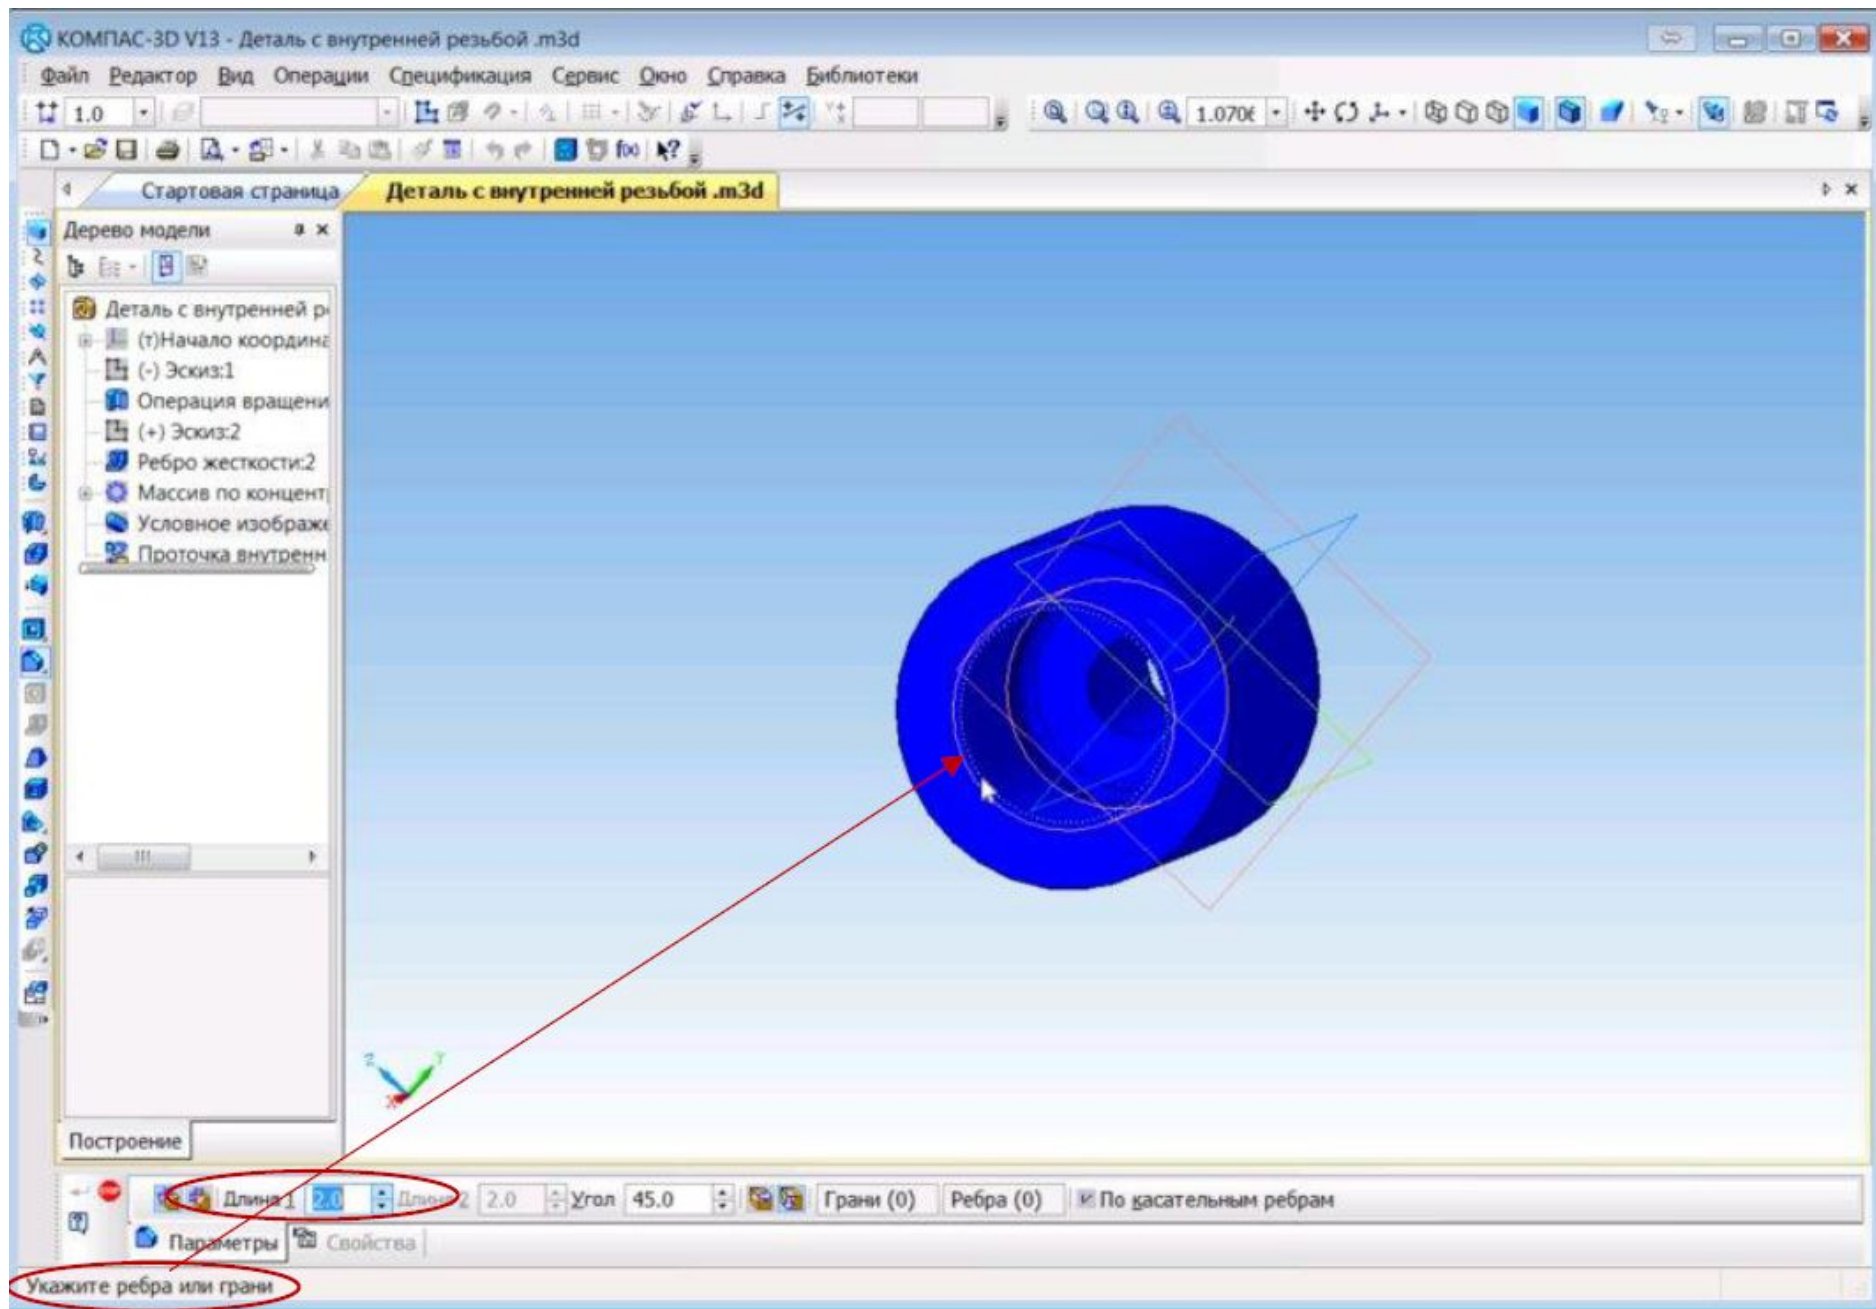 КОМПАС-3D V13 - Деталь с внутренней резьбой .m3d
Файл Редактор Вид Операции Спецификация Сервис Окно Справка Библиотеки
1.0 1.070
f(x)
Стартовая страница Деталь с внутренней резьбой .m3d
Дерево модели
Деталь с внутренней р
(т)Начало координа
(-) Эскиз:1
Операция вращени
(+) Эскиз:2
Ребро жесткости:2
Массив по концент
Условное изображе
Проточка внутренн
Z Y
X
Построение
Длина 1 2.0 Длина 2 2.0 Угол 45.0 Грани (0) Ребра (0) По касательным ребрам
Параметры Свойства
Укажите ребра или грани